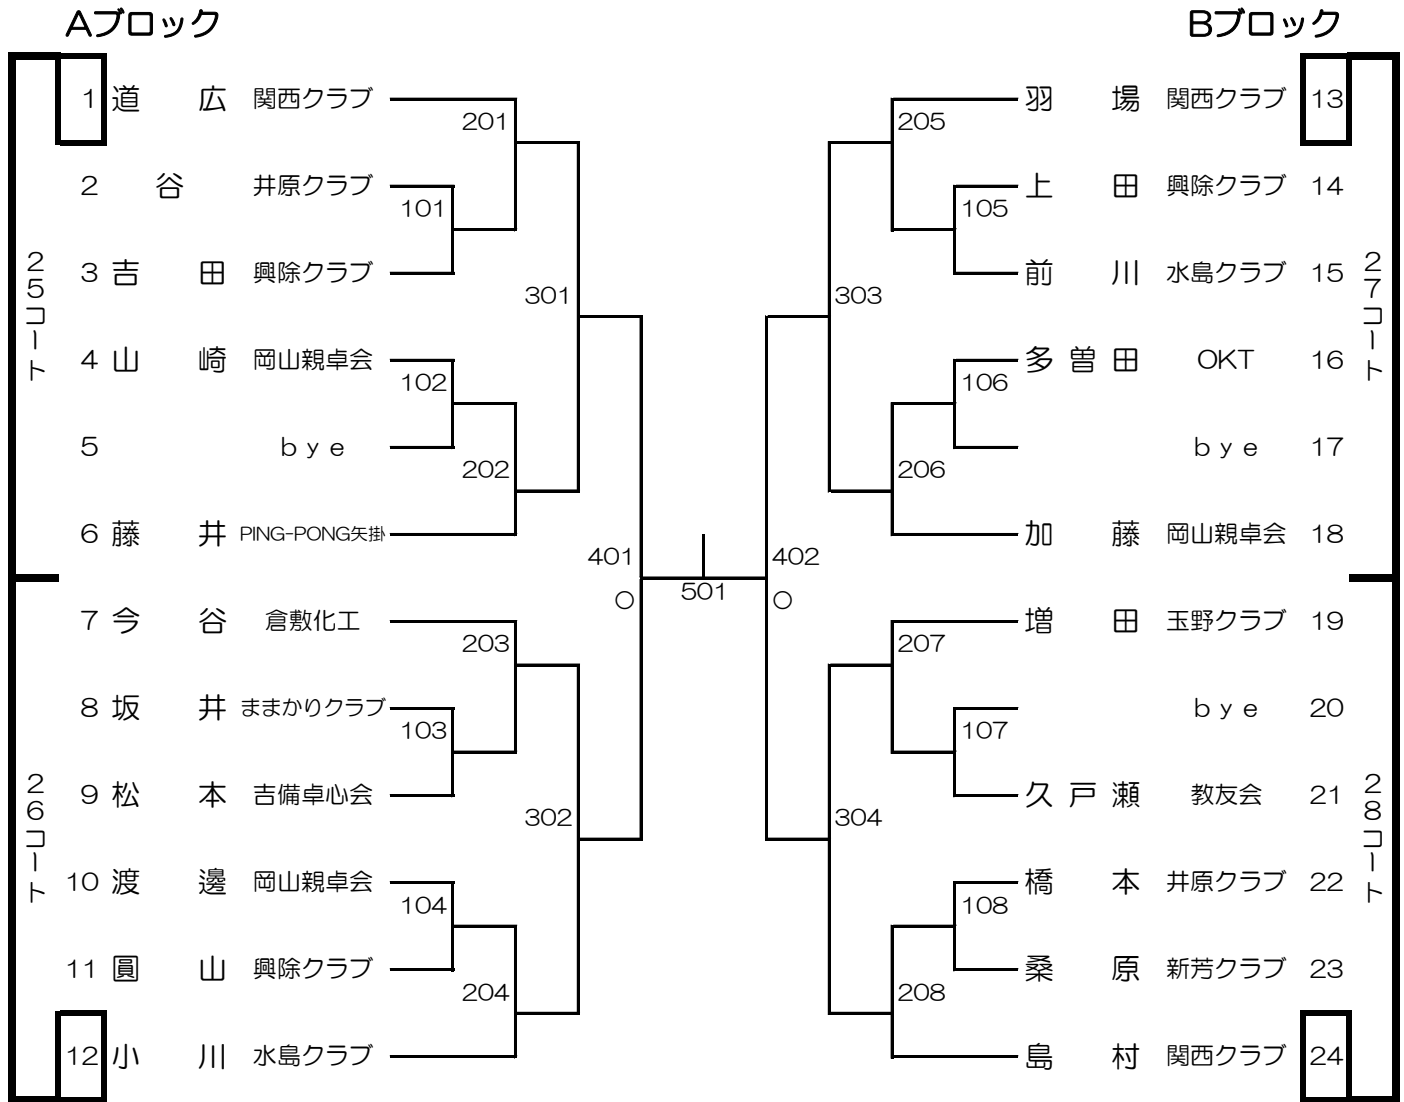 Aブロック
Bブロック
25コート
26コート
1 道 広 関西クラブ
2 谷 井原クラブ
3 吉 田 興除クラブ
4 山 崎 岡山親卓会
5 bye
6 藤 井 PING-PONG矢掛
7 今 谷 倉敷化工
8 坂 井 ままかりクラブ
9 松 本 吉備卓心会
10 渡 邊 岡山親卓会
11 圓 山 興除クラブ
12 小 川 水島クラブ
101
102
103
104
201
202
203
204
301
302
401
○
501
402
○
303
304
205
206
207
208
105
106
107
108
羽 場 関西クラブ 13
上 田 興除クラブ 14
前 川 水島クラブ 15
多 曽 田 OKT 16
bye 17
加 藤 岡山親卓会 18
増 田 玉野クラブ 19
bye 20
久 戸 瀬 教友会 21
橋 本 井原クラブ 22
桑 原 新芳クラブ 23
島 村 関西クラブ 24
27コート
28コート